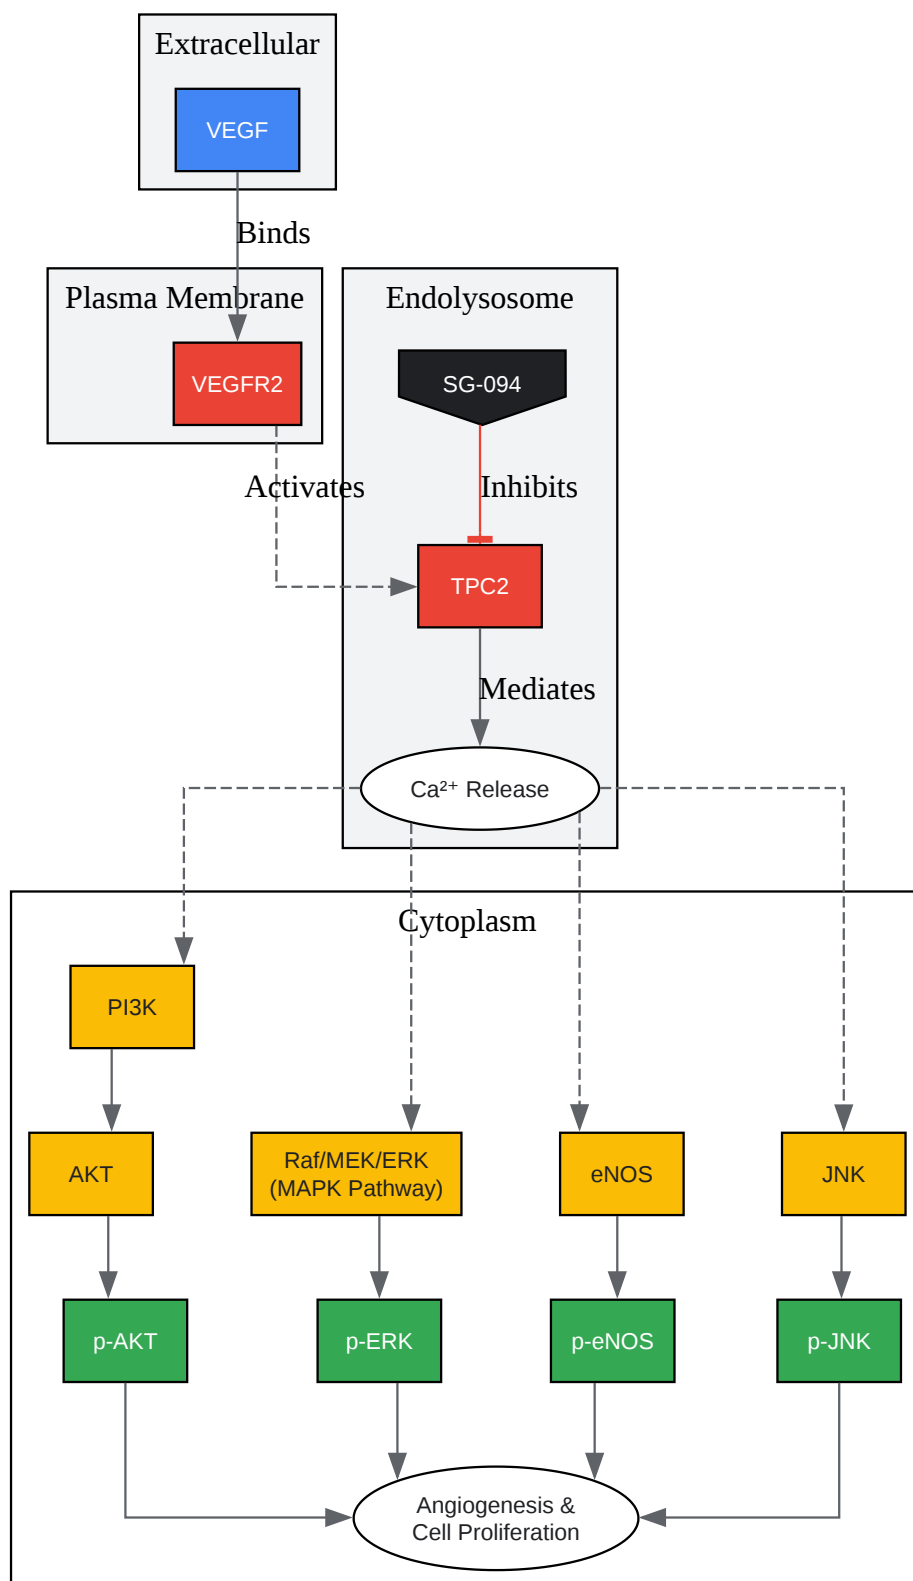 Extracellular
VEGF
Binds
Plasma Membrane
Endolysosome
VEGFR2
SG-094
Activates
Inhibits
TPC2
Mediates
Ca²⁺ Release
Cytoplasm
PI3K
AKT
Raf/MEK/ERK
(MAPK Pathway)
eNOS
JNK
p-AKT
p-ERK
p-eNOS
p-JNK
Angiogenesis &
Cell Proliferation